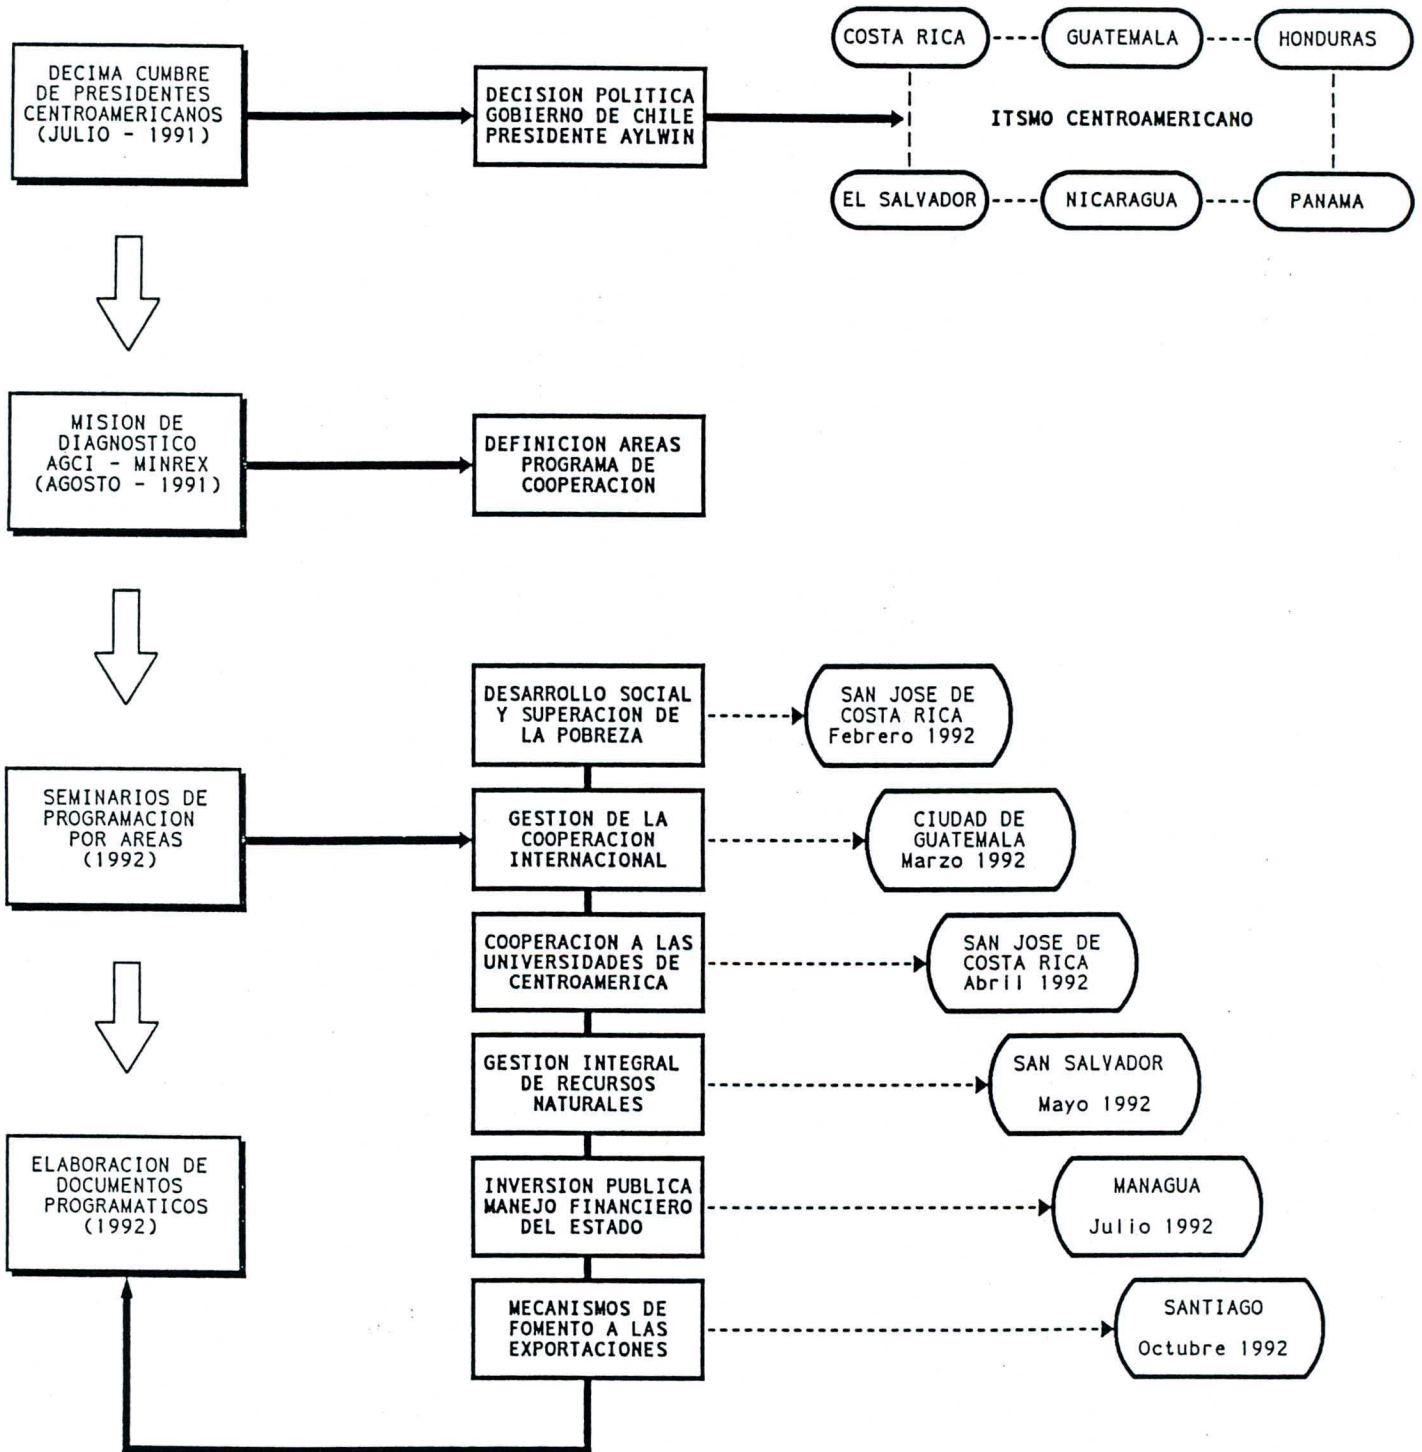 DECIMA CUMBRE
DE PRESIDENTES
CENTROAMERICANOS
(JULIO - 1991)
DECISION POLITICA
GOBIERNO DE CHILE
PRESIDENTE AYLWIN
COSTA RICA
GUATEMALA
HONDURAS
ITSMO CENTROAMERICANO
EL SALVADOR
NICARAGUA
PANAMA
MISION DE
DIAGNOSTICO
AGCI - MINREX
(AGOSTO - 1991)
DEFINICION AREAS
PROGRAMA DE
COOPERACION
SEMINARIOS DE
PROGRAMACION
POR AREAS
(1992)
DESARROLLO SOCIAL
Y SUPERACION DE
LA POBREZA
SAN JOSE DE
COSTA RICA
Febrero 1992
GESTION DE LA
COOPERACION
INTERNACIONAL
CIUDAD DE
GUATEMALA
Marzo 1992
COOPERACION A LAS
UNIVERSIDADES DE
CENTROAMERICA
SAN JOSE DE
COSTA RICA
Abril 1992
GESTION INTEGRAL
DE RECURSOS
NATURALES
SAN SALVADOR
Mayo 1992
INVERSION PUBLICA
MANEJO FINANCIERO
DEL ESTADO
MANAGUA
Julio 1992
MECANISMOS DE
FOMENTO A LAS
EXPORTACIONES
SANTIAGO
Octubre 1992
ELABORACION DE
DOCUMENTOS
PROGRAMATICOS
(1992)